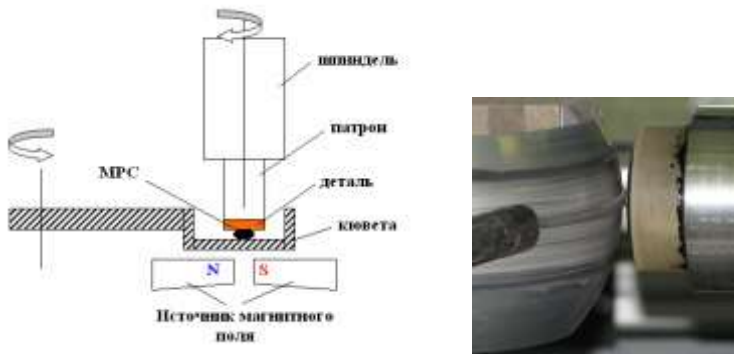 шпиндель
патрон
МРС
деталь
кювета
N S
Источник магнитного
поля